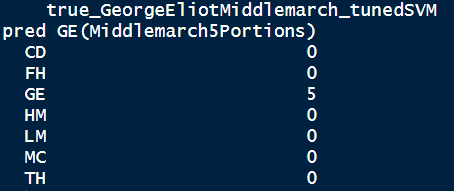 true_GeorgeEliotMiddlemarch_tunedSVM
pred GE(Middlemarch5Portions)
CD 0
FH 0
GE 5
HM 0
LM 0
MC 0
TH 0